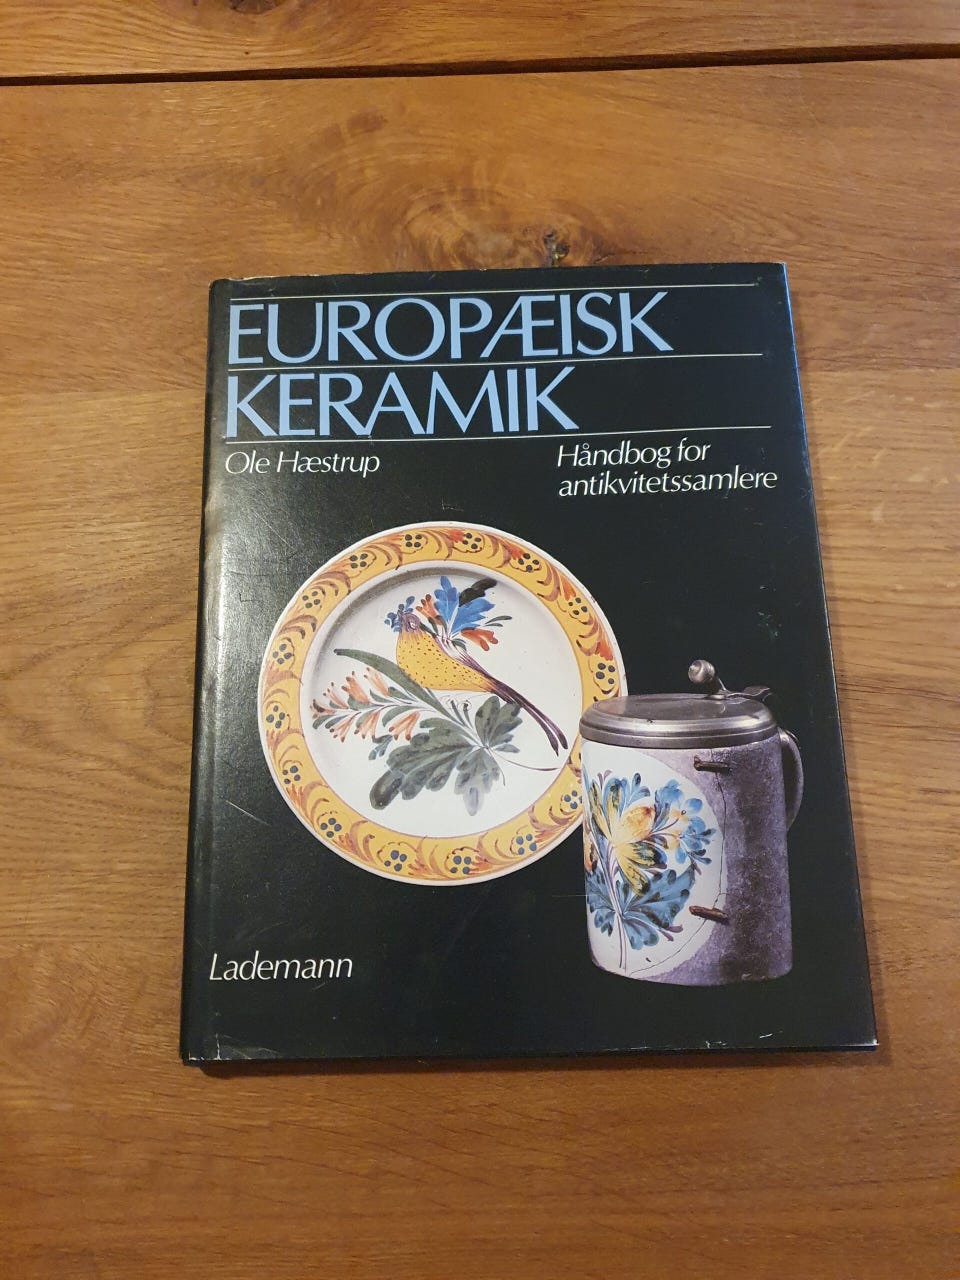 EUROPÆISK
KERAMIK
Ole Hæstrup
Håndbog for
antikvitetssamlere
Lademann